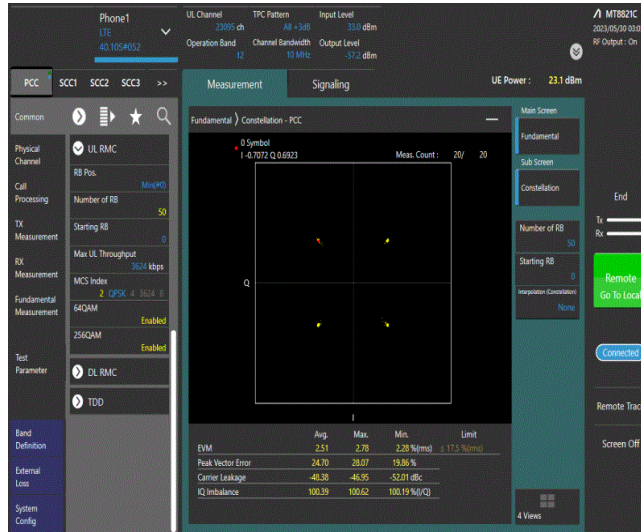 Phone1
LTE
40.10S#052
UL Channel
23095 ch
TPC Pattern
All +3dB
Input Level
33.0 dBm
Operation Band
12
Channel Bandwidth
10 MHz
Output Level
-57.2 dBm
MT8821C
2023/05/30 03:0
RF Output : On
PCC
SCC1
SCC2
SCC3
>>
Measurement
Signaling
UE Power : 23.1 dBm
Common
Physical
Channel
Call
Processing
TX
Measurement
RX
Measurement
Fundamental
Measurement
Test
Parameter
Band
Definition
External
Loss
System
Config
UL RMC
RB Pos.
Min(#0)
Number of RB
50
Starting RB
0
Max UL Throughput
3624 kbps
MCS Index
2 QPSK 4 3624 8
64QAM
Enabled
256QAM
Enabled
DL RMC
TDD
Fundamental
Constellation - PCC
0 Symbol
I -0.7072 Q 0.6923
Meas. Count : 20/ 20
Q
I
Avg. Max. Min. Limit
EVM 2.51 2.78 2.28 %(rms) ± 17.5 %(rms)
Peak Vector Error 24.70 28.07 19.86 %
Carrier Leakage -48.38 -46.95 -52.01 dBc
IQ Imbalance 100.39 100.62 100.19 %(I/Q)
Main Screen
Fundamental
Sub Screen
Constellation
Number of RB
50
Starting RB
0
Interpolation (Constellation)
None
4 Views
End
Tx
Rx
Remote
Go To Local
Connected
Remote Trac
Screen Off